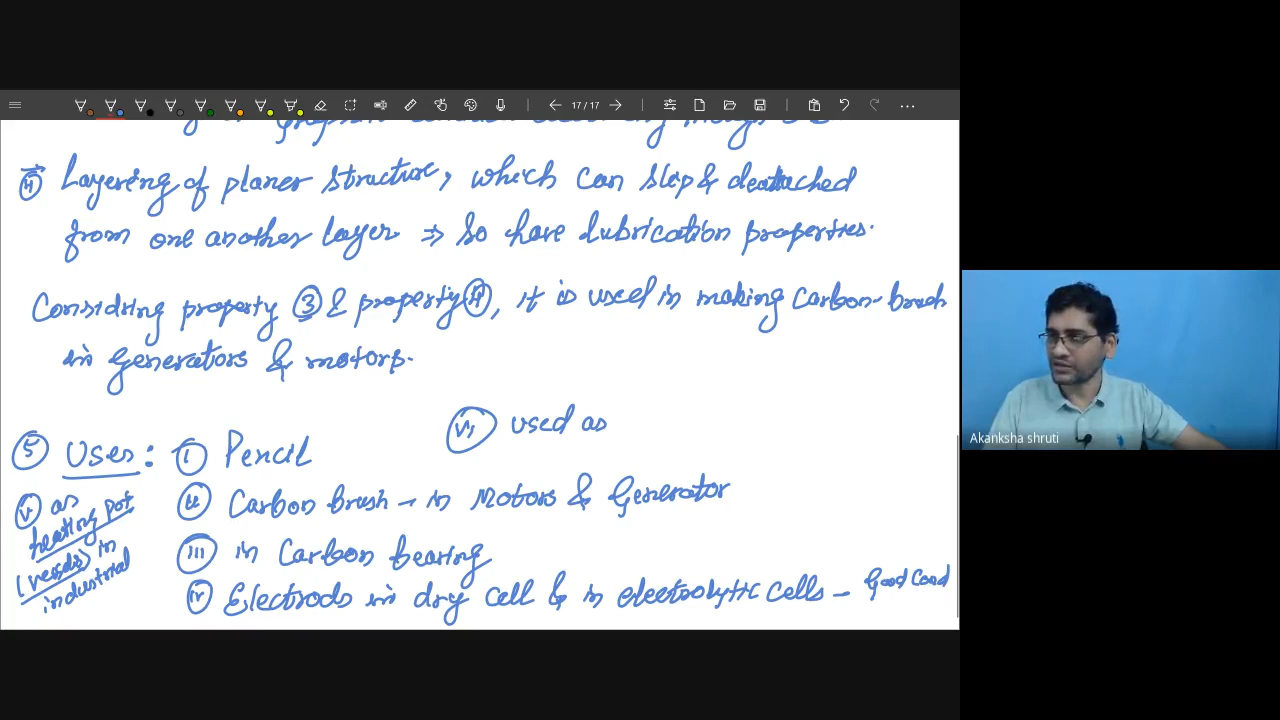 17 / 17
④ Layering of planer structure, which can slip & deattached
from one another layer. ⇒ So have lubrication properties.
Considring property ③ & property ④, it is used in making Carbon-brush
in generators & motors.
⑤ Uses : (i) Pencil
(ii) Carbon brush → in Motors & Generator
(iii) in Carbon bearing
(iv) Electrods in dry cell & in electrolytic cells – Good Cond
(v) as
heating pot
(vessels) in
industrial
(vi) used as
Akanksha shruti